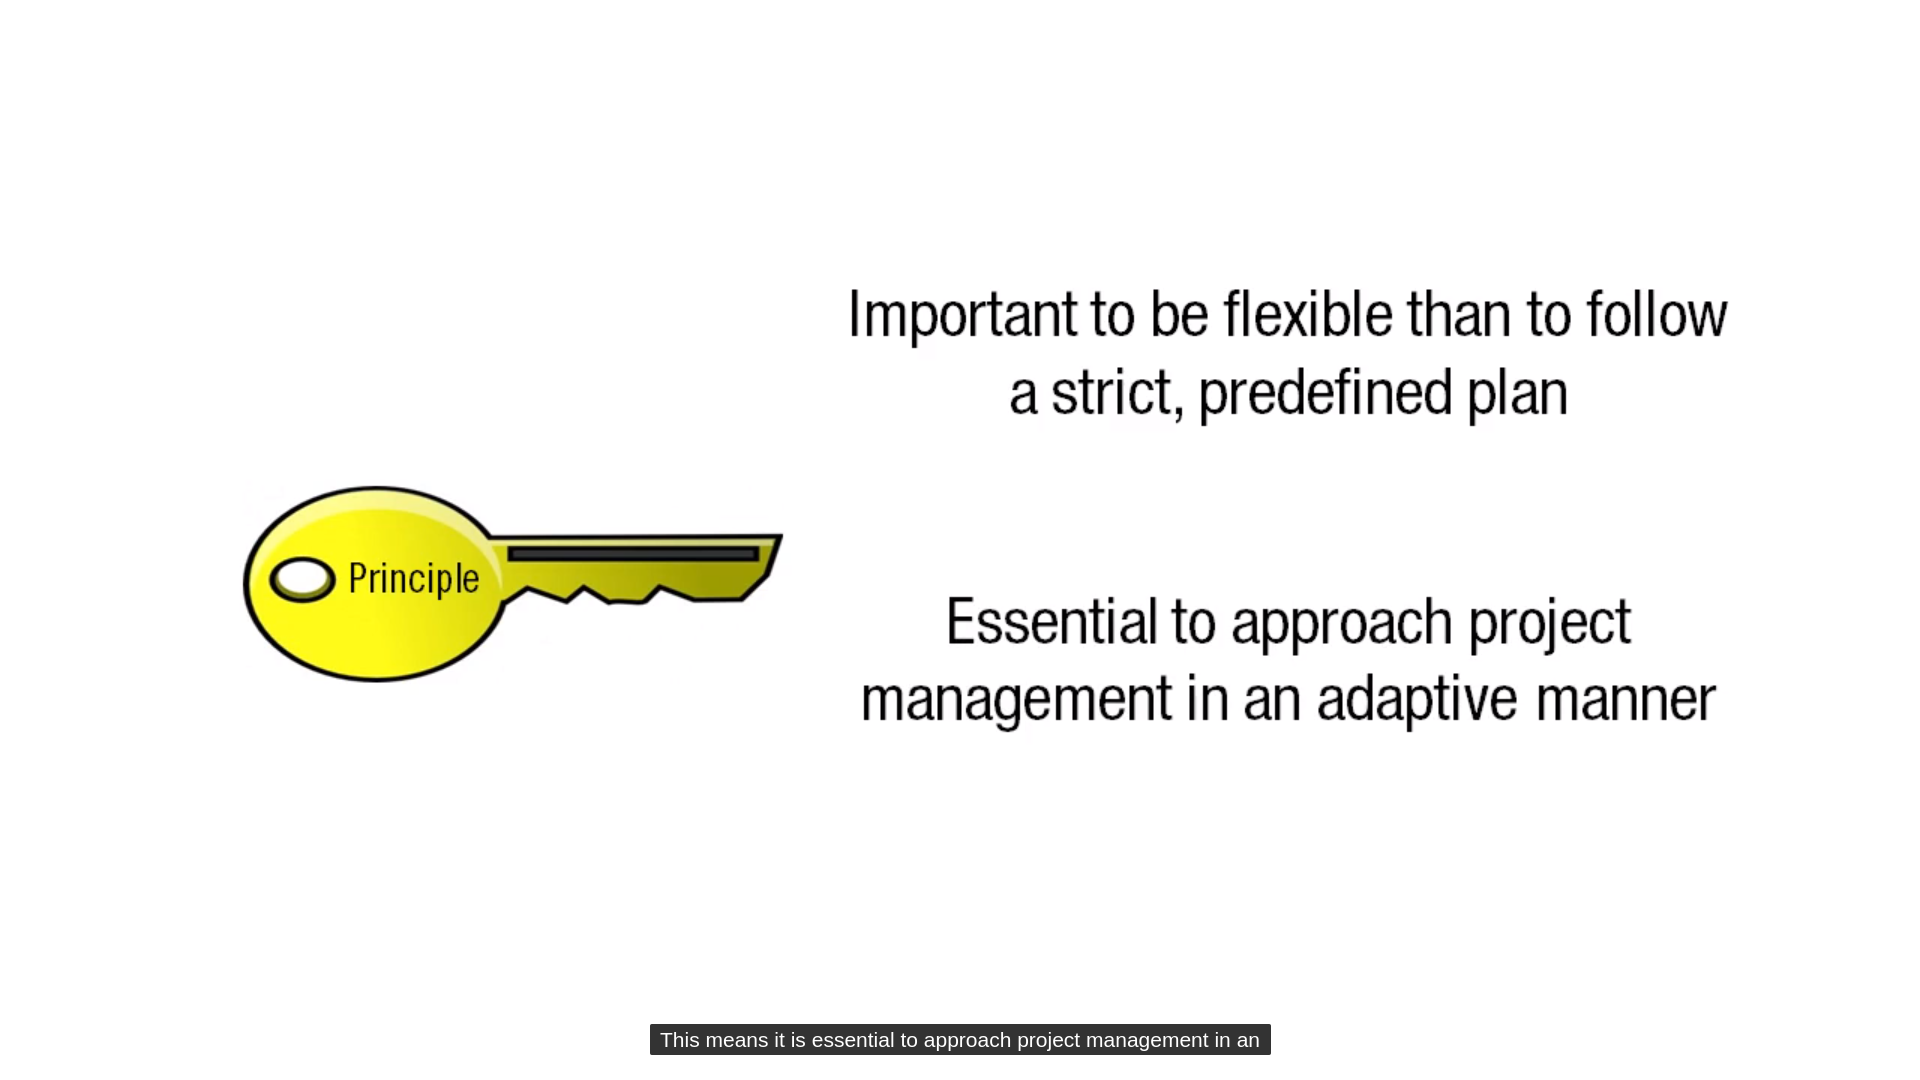 Important to be flexible than to follow
a strict, predefined plan
Principle
Essential to approach project
management in an adaptive manner
This means it is essential to approach project management in an